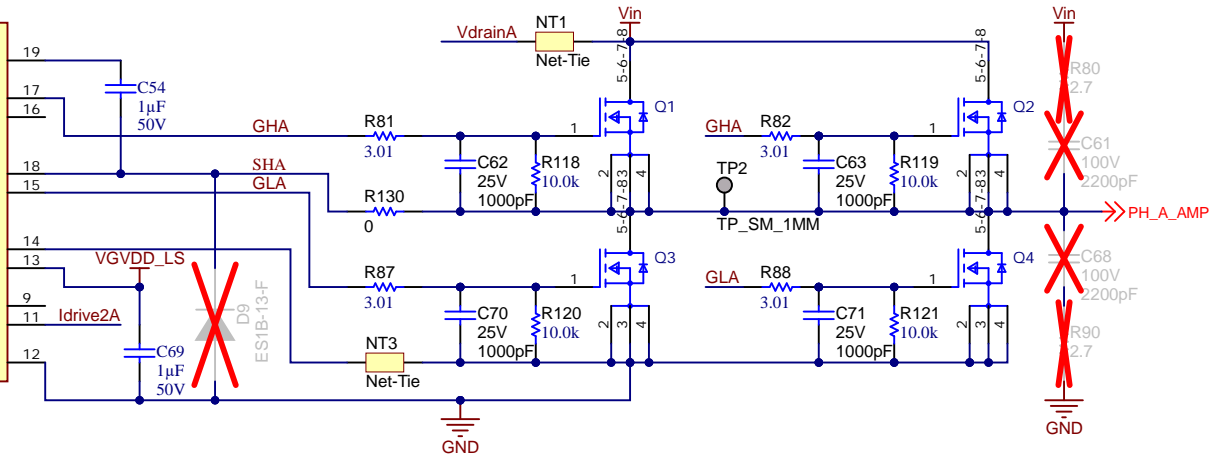 NT1
Vin
Vin
VdrainA
Net-Tie
5-6-7-8
5-6-7-8
19
C54
1µF
50V
R80
2.7
17
16
GHA
R81
3.01
1
Q1
GHA
R82
3.01
1
Q2
C61
100V
2200pF
18
SHA
15
GLA
C62
25V
1000pF
R118
10.0k
2
3
4
TP2
C63
25V
1000pF
R119
10.0k
2
3
4
R130
0
5-6-7-8
TP_SM_1MM
5-6-7-8
PH_A_AMP
14
13
VGVDD_LS
R87
3.01
1
Q3
GLA
R88
3.01
1
Q4
C68
100V
2200pF
9
11
Idrive2A
D9
ES1B-13-F
C70
25V
1000pF
R120
10.0k
2
3
4
C71
25V
1000pF
R121
10.0k
2
3
4
R90
2.7
12
C69
1µF
50V
NT3
Net-Tie
GND
GND